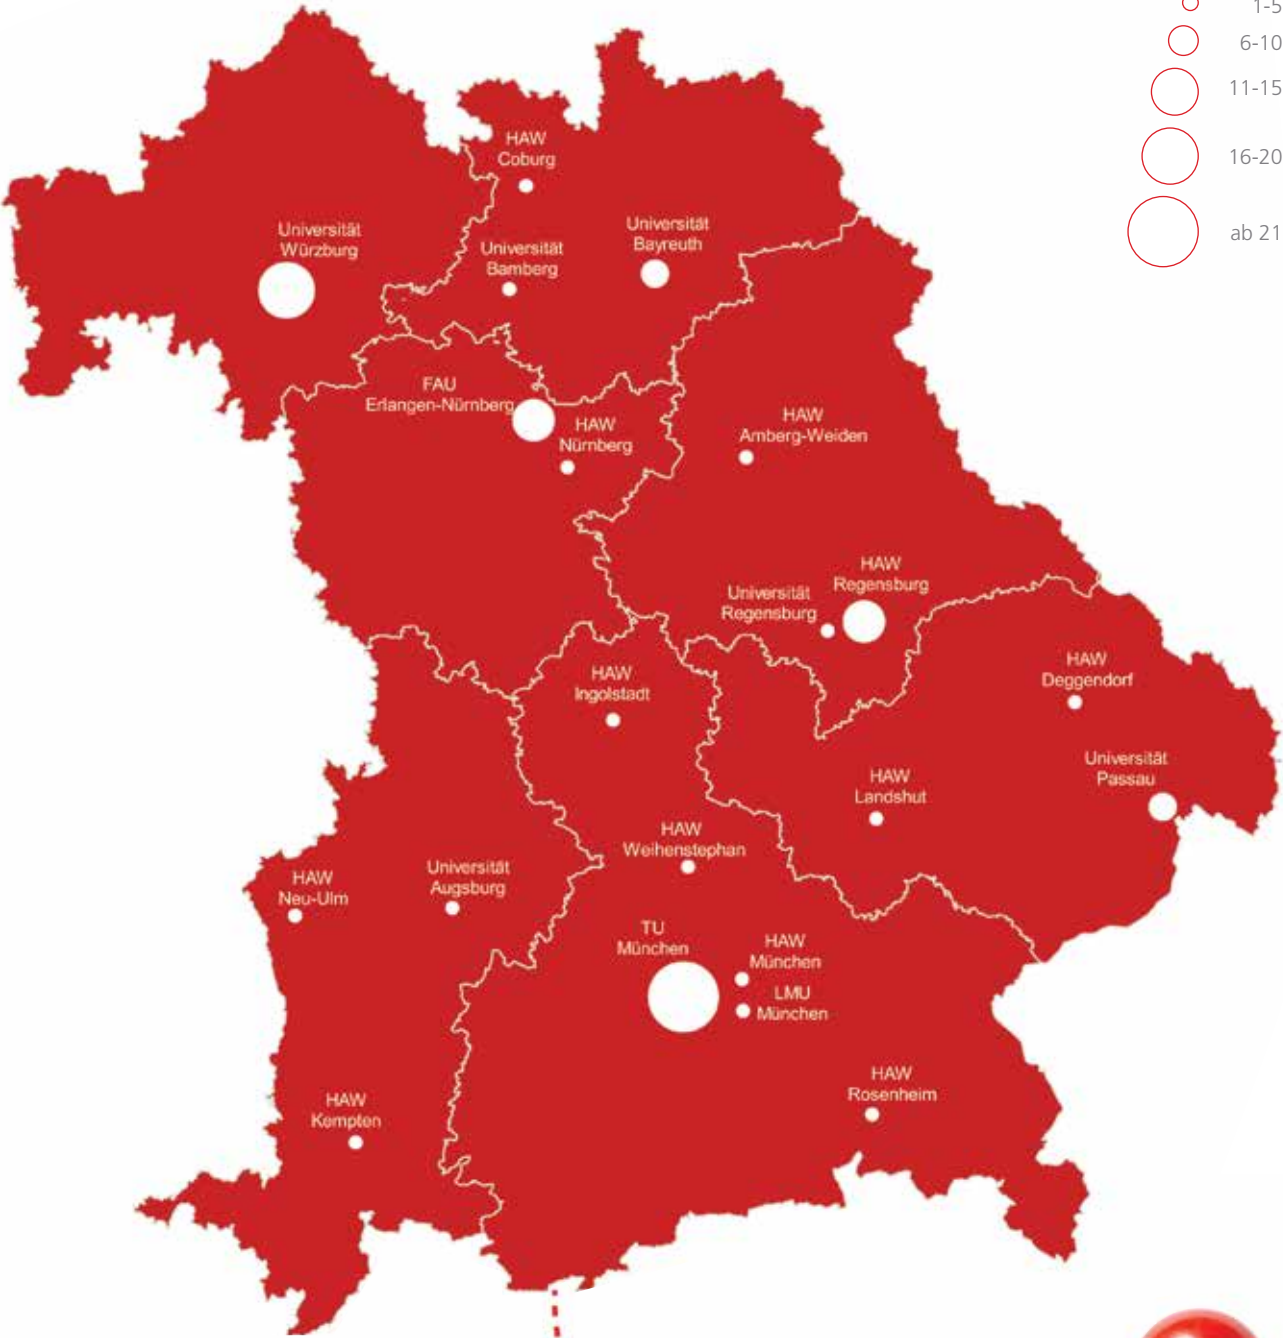 1-5
6-10
11-15
16-20
ab 21
HAW
Coburg
Universität
Würzburg
Universität
Bamberg
Universität
Bayreuth
FAU
Erlangen-Nürnberg
HAW
Nürnberg
HAW
Amberg-Weiden
HAW
Regensburg
Universität
Regensburg
HAW
Ingolstadt
HAW
Deggendorf
Universität
Passau
HAW
Landshut
HAW
Weihenstephan
HAW
Neu-Ulm
Universität
Augsburg
TU
München
HAW
München
LMU
München
HAW
Rosenheim
HAW
Kempten